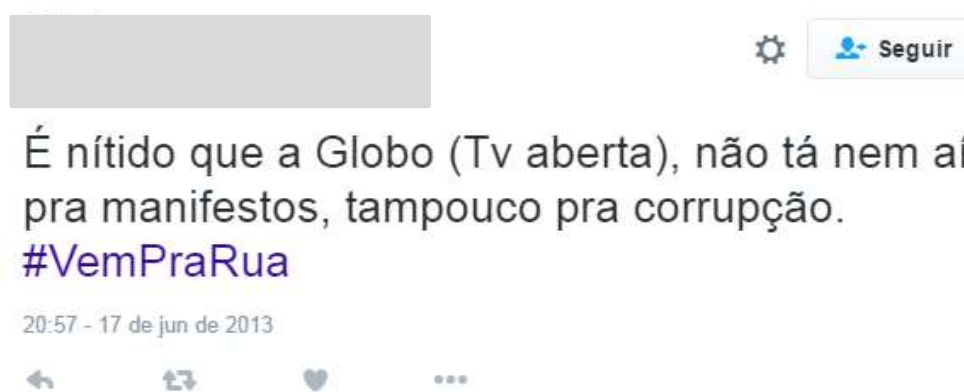 Seguir
É nítido que a Globo (Tv aberta), não tá nem aí
pra manifestos, tampouco pra corrupção.
#VemPraRua
20:57 - 17 de jun de 2013